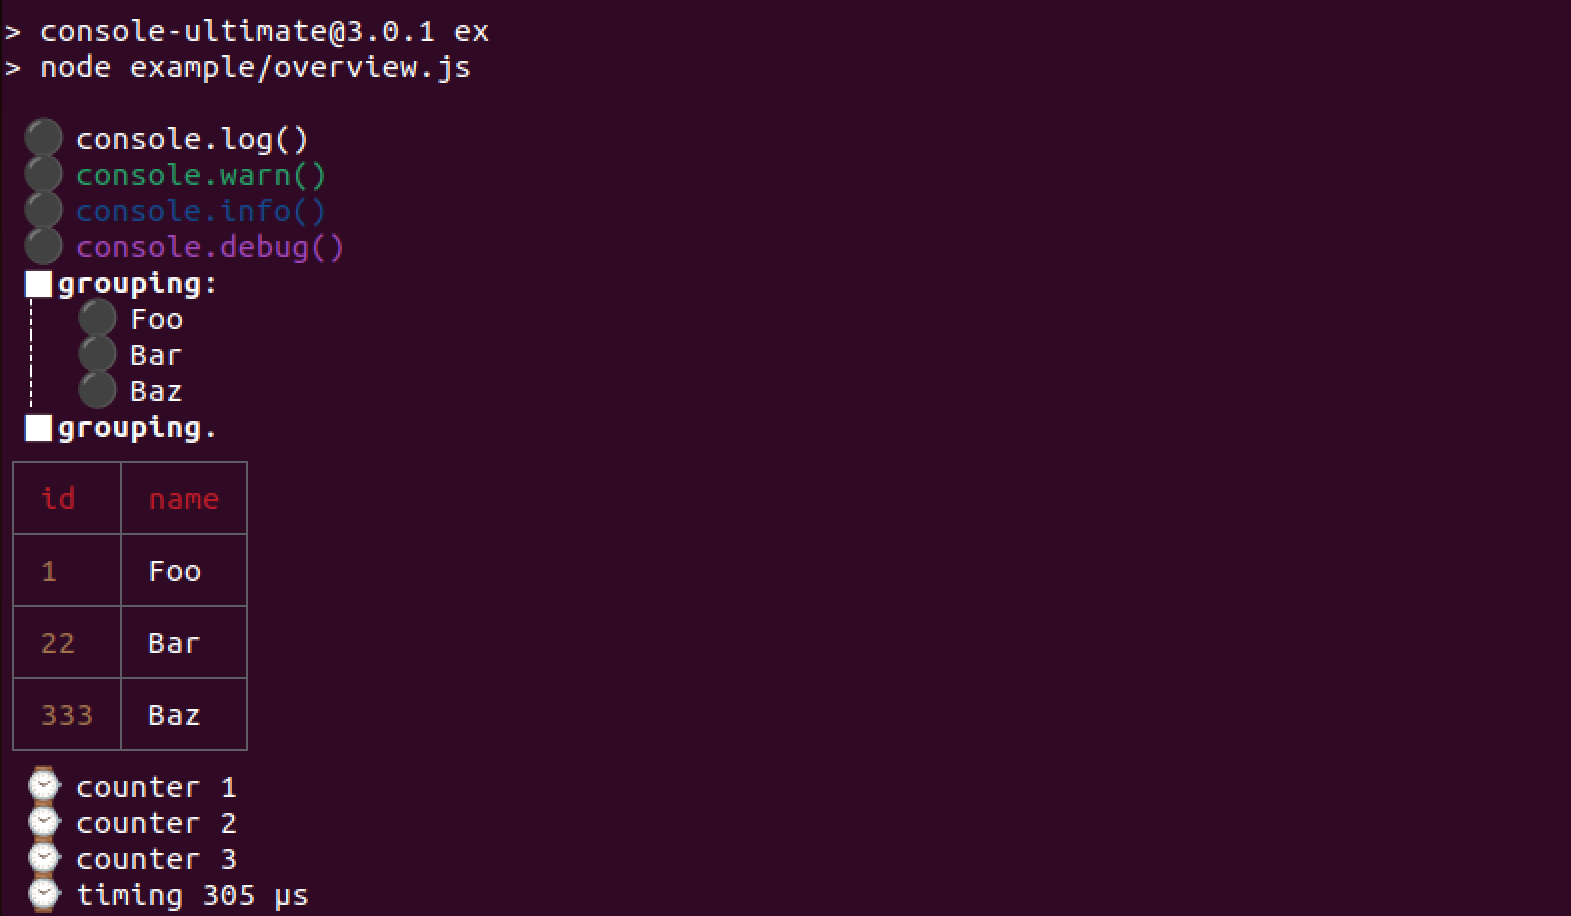 > console-ultimate@3.0.1 ex
> node example/overview.js
console.log()
console.warn()
console.info()
console.debug()
grouping:
Foo
Bar
Baz
grouping.
id name
1 Foo
22 Bar
333 Baz
counter 1
counter 2
counter 3
timing 305 µs